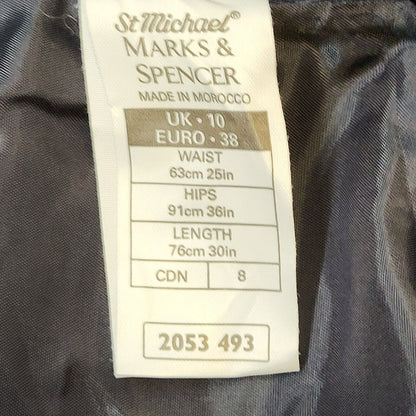 St Michael®
MARKS &
SPENCER
MADE IN MOROCCO
UK • 10
EURO • 38
WAIST
63cm 25in
HIPS
91cm 36in
LENGTH
76cm 30in
CDN 8
2053 493